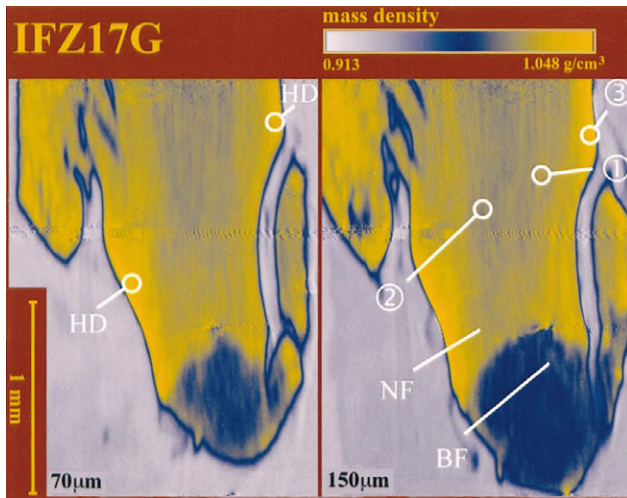 IFZ17G
mass density
0.913
1.048 g/cm³
HD
HD
70µm
1 mm
③
①
②
NF
BF
150µm